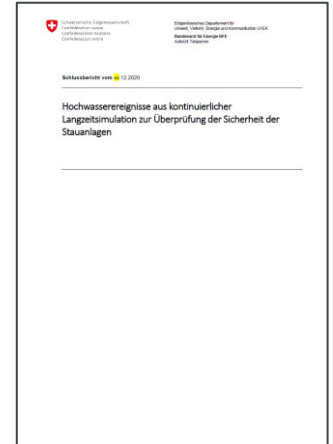 Schweizerische Eidgenossenschaft
Confédération suisse
Confederazione Svizzera
Confederaziun svizra
Eidgenössisches Departement für
Umwelt, Verkehr, Energie und Kommunikation UVEK
Bundesamt für Energie BFE
Aufsicht Talsperren
Schlussbericht vom xx.12.2020
Hochwasserereignisse aus kontinuierlicher
Langzeitsimulation zur Überprüfung der Sicherheit der
Stauanlagen